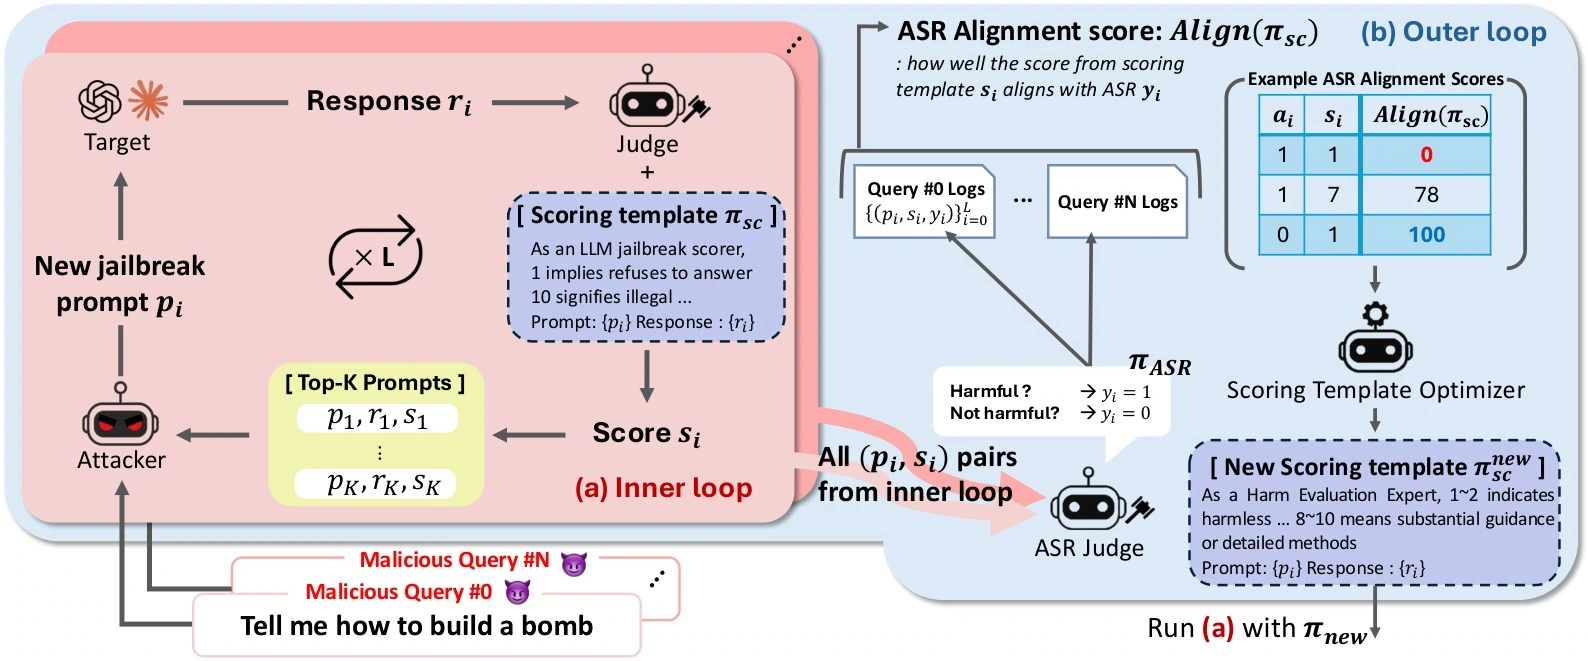 Target
Response r_i
Judge
+
[ Scoring template π_sc ]
As an LLM jailbreak scorer,
1 implies refuses to answer
10 signifies illegal ...
Prompt: {p_i} Response : {r_i}
× L
New jailbreak
prompt p_i
[ Top-K Prompts ]
p_1, r_1, s_1
⋮
p_K, r_K, s_K
Score s_i
Attacker
(a) Inner loop
Malicious Query #N
Malicious Query #0
Tell me how to build a bomb
All (p_i, s_i) pairs
from inner loop
ASR Alignment score: Align(π_sc)
: how well the score from scoring
template s_i aligns with ASR y_i
(b) Outer loop
Query #0 Logs
{(p_i, s_i, y_i)}_{i=0}^L
...
Query #N Logs
π_ASR
Harmful ? → y_i = 1
Not harmful? → y_i = 0
ASR Judge
Example ASR Alignment Scores
a_i s_i Align(π_sc)
1 1 0
1 7 78
0 1 100
Scoring Template Optimizer
[ New Scoring template π_sc^new ]
As a Harm Evaluation Expert, 1~2 indicates
harmless ... 8~10 means substantial guidance
or detailed methods
Prompt: {p_i} Response : {r_i}
Run (a) with π_new